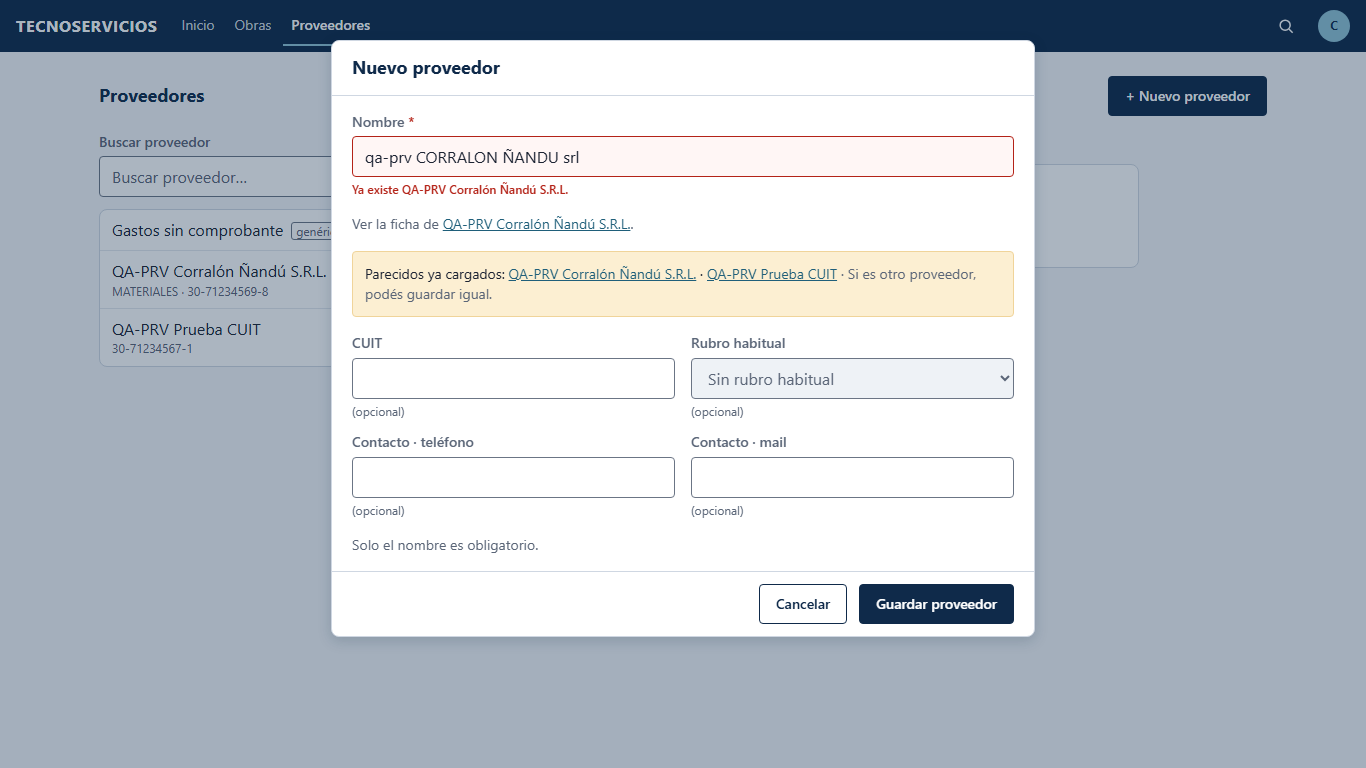 TECNOSERVICIOS Inicio Obras Proveedores C
Nuevo proveedor
Proveedores
+ Nuevo proveedor
Buscar proveedor
Buscar proveedor...
Gastos sin comprobante
QA-PRV Corralón Ñandú S.R.L.
MATERIALES · 30-71234569-8
QA-PRV Prueba CUIT
30-71234567-1
Nombre *
qa-prv CORRALON ÑANDU srl
Ya existe QA-PRV Corralón Ñandú S.R.L.
Ver la ficha de QA-PRV Corralón Ñandú S.R.L..
Parecidos ya cargados: QA-PRV Corralón Ñandú S.R.L. · QA-PRV Prueba CUIT · Si es otro proveedor,
podés guardar igual.
CUIT Rubro habitual
Sin rubro habitual
(opcional) (opcional)
Contacto · teléfono Contacto · mail
(opcional) (opcional)
Solo el nombre es obligatorio.
Cancelar Guardar proveedor